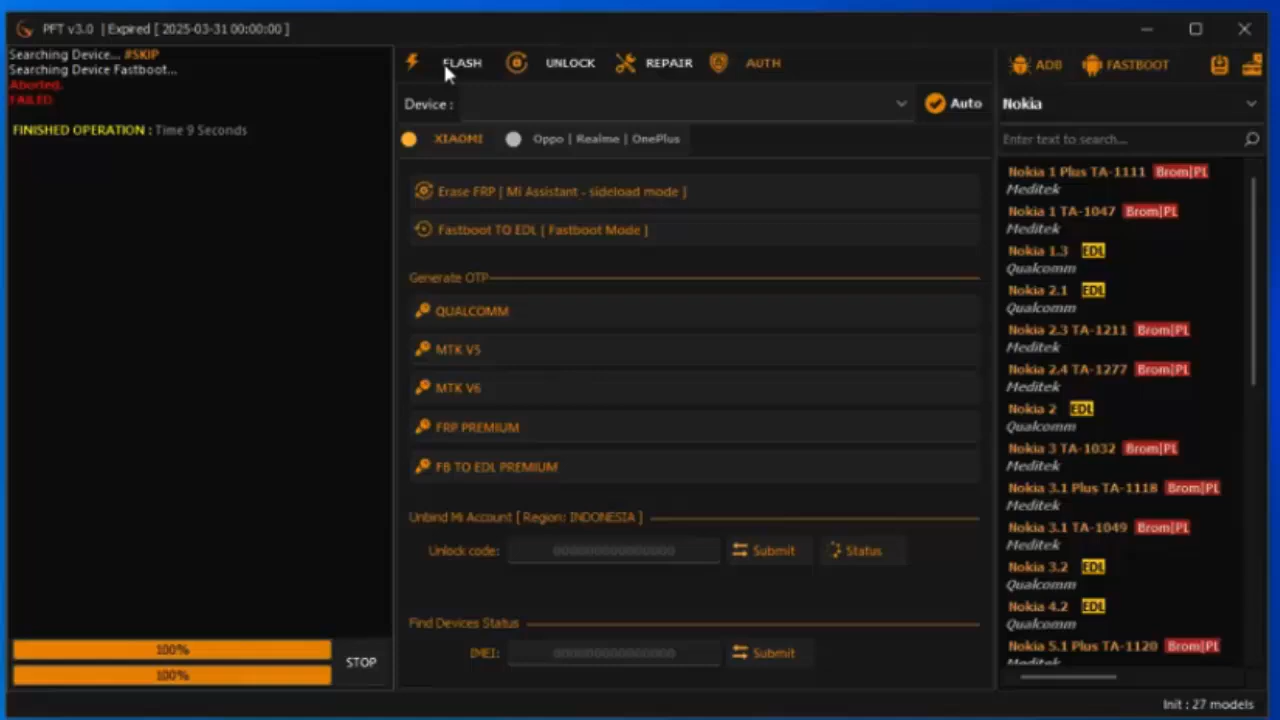 PFT v3.0 | Expired [ 2025-03-31 00:00:00 ]
Searching Device... #SKIP
Searching Device Fastboot...
Aborted.
FAILED
FINISHED OPERATION : Time 9 Seconds
100%
100%
STOP
FLASH
UNLOCK
REPAIR
AUTH
Device :
Auto
XIAOMI
Oppo | Realme | OnePlus
Erase FRP [ Mi Assistant - sideload mode ]
Fastboot TO EDL [ Fastboot Mode ]
Generate OTP
QUALCOMM
MTK V5
MTK V6
FRP PREMIUM
FB TO EDL PREMIUM
Unbind Mi Account [ Region: INDONESIA ]
Unlock code:
000000000000000
Submit
Status
Find Devices Status
IMEI:
000000000000000
Submit
ADB
FASTBOOT
Nokia
Enter text to search...
Nokia 1 Plus TA-1111 Brom|PL
Meditek
Nokia 1 TA-1047 Brom|PL
Meditek
Nokia 1.3 EDL
Qualcomm
Nokia 2.1 EDL
Qualcomm
Nokia 2.3 TA-1211 Brom|PL
Meditek
Nokia 2.4 TA-1277 Brom|PL
Meditek
Nokia 2 EDL
Qualcomm
Nokia 3 TA-1032 Brom|PL
Meditek
Nokia 3.1 Plus TA-1118 Brom|PL
Meditek
Nokia 3.1 TA-1049 Brom|PL
Meditek
Nokia 3.2 EDL
Qualcomm
Nokia 4.2 EDL
Qualcomm
Nokia 5.1 Plus TA-1120 Brom|PL
Meditek
Init : 27 models